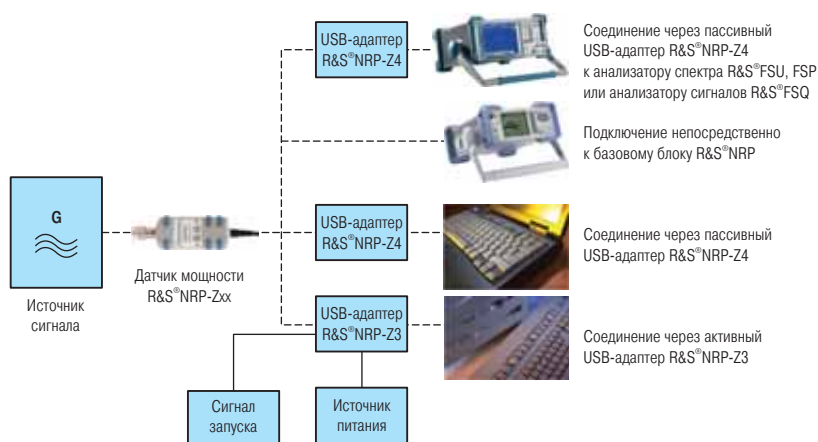 USB-адаптер
R&S®NRP-Z4
Соединение через пассивный
USB-адаптер R&S®NRP-Z4
к анализатору спектра R&S®FSU, FSP
или анализатору сигналов R&S®FSQ
Подключение непосредственно
к базовому блоку R&S®NRP
G
Источник
сигнала
Датчик мощности
R&S®NRP-Zxx
USB-адаптер
R&S®NRP-Z4
Соединение через пассивный
USB-адаптер R&S®NRP-Z4
USB-адаптер
R&S®NRP-Z3
Соединение через активный
USB-адаптер R&S®NRP-Z3
Сигнал
запуска
Источник
питания